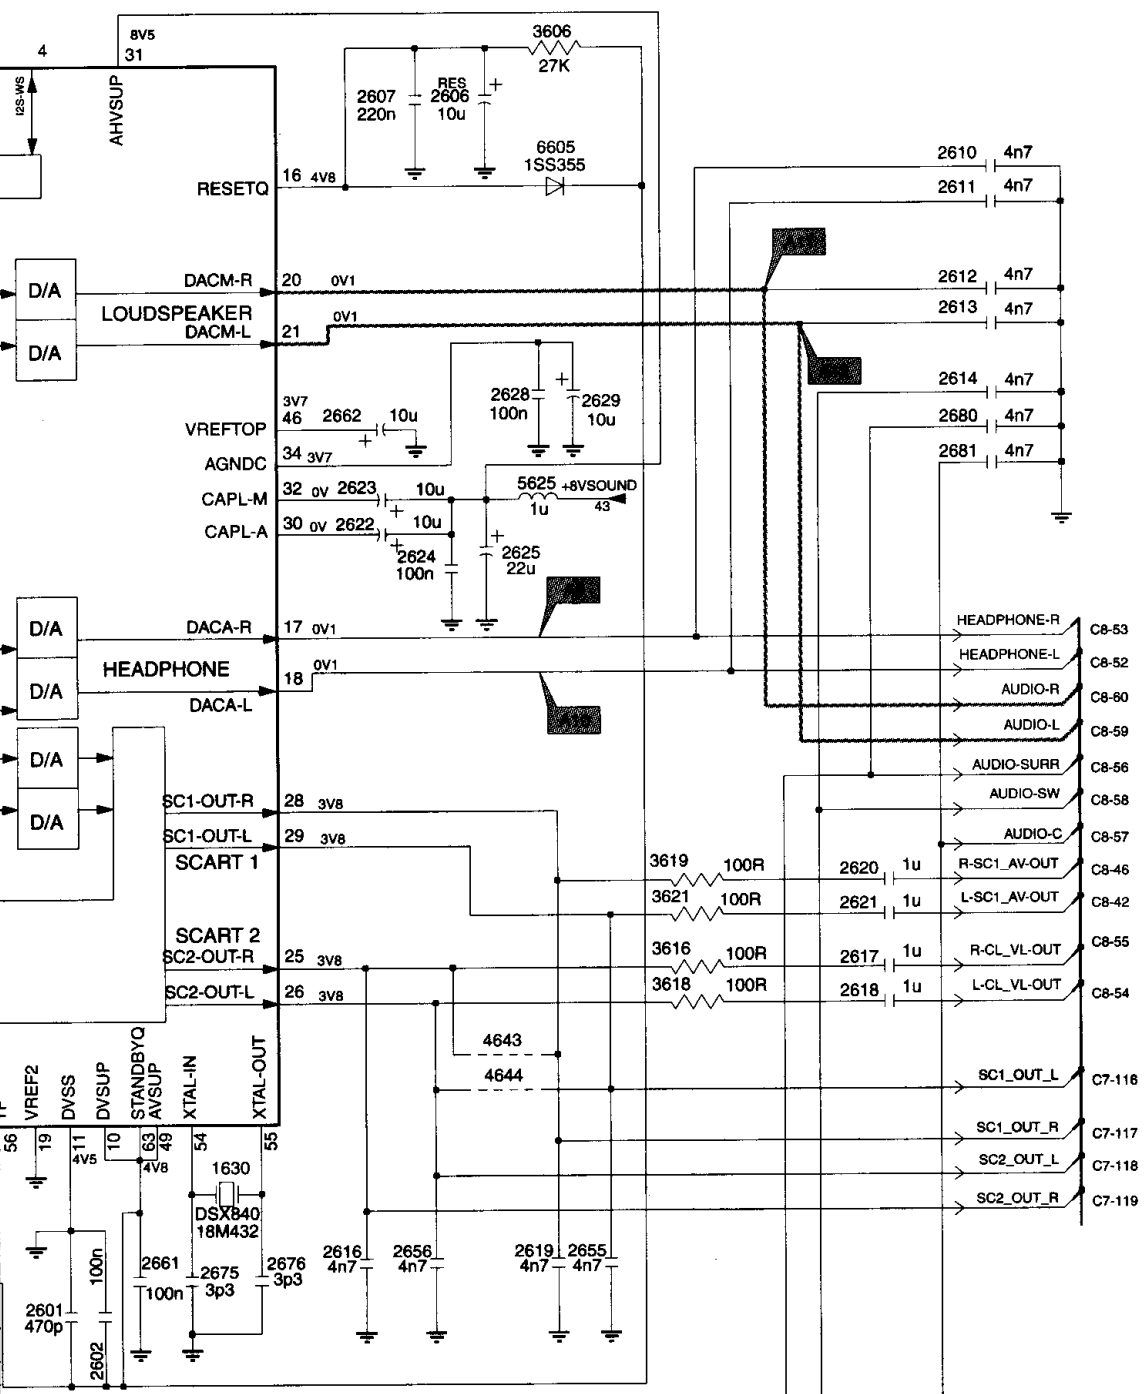 8V5
4
31
3606
27K
I2S-WS
AHVSUP
RES
2607
220n
2606
10u
+
6605
1SS355
RESETQ
16
4V8
2610
4n7
2611
4n7
D/A
DACM-R
20
0V1
2612
4n7
LOUDSPEAKER
0V1
2613
4n7
D/A
DACM-L
21
2614
4n7
2628
100n
+
2629
10u
3V7
VREFTOP
46
2662
10u
+
2680
4n7
AGNDC
34
3V7
2681
4n7
CAPL-M
32
0V
2623
10u
+
5625
1u
+8VSOUND
43
CAPL-A
30
0V
2622
10u
+
2624
100n
+
2625
22u
D/A
DACA-R
17
0V1
HEADPHONE-R
C8-53
HEADPHONE
0V1
HEADPHONE-L
C8-52
D/A
18
DACA-L
AUDIO-R
C8-60
AUDIO-L
C8-59
D/A
AUDIO-SURR
C8-56
SC1-OUT-R
28
3V8
AUDIO-SW
C8-58
D/A
SC1-OUT-L
29
3V8
AUDIO-C
C8-57
SCART 1
3619
100R
2620
1u
R-SC1_AV-OUT
C8-46
3621
100R
2621
1u
L-SC1_AV-OUT
C8-42
SCART 2
SC2-OUT-R
25
3V8
3616
100R
2617
1u
R-CL_VL-OUT
C8-55
SC2-OUT-L
26
3V8
3618
100R
2618
1u
L-CL_VL-OUT
C8-54
4643
4644
SC1_OUT_L
C7-116
VREF2
DVSS
DVSUP
STANDBYQ
AVSUP
XTAL-IN
XTAL-OUT
56
19
11
10
63
49
54
55
4V5
4V8
SC1_OUT_R
C7-117
SC2_OUT_L
C7-118
SC2_OUT_R
C7-119
1630
DSX840
18M432
100n
2661
100n
2675
3p3
2676
3p3
2616
4n7
2656
4n7
2619
4n7
2655
4n7
2601
470p
2602